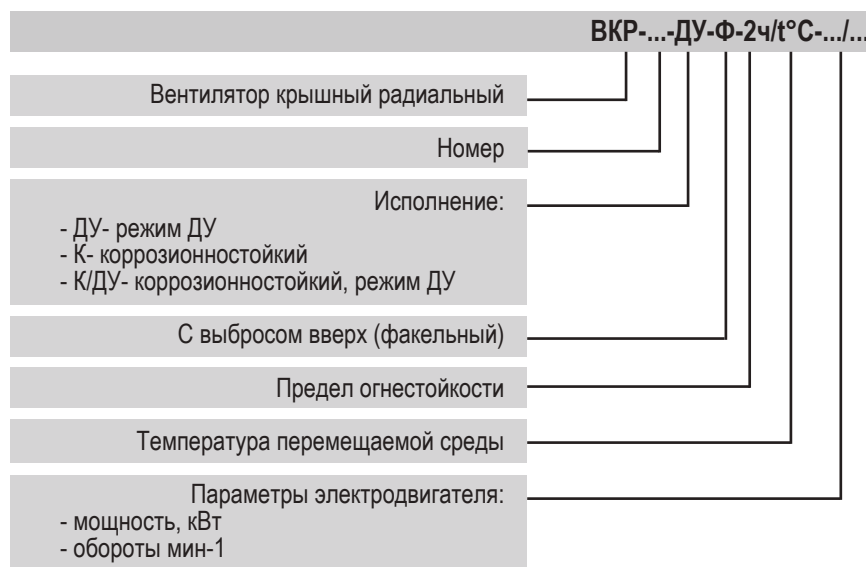 ВКР-...-ДУ-Ф-2ч/t°С-.../...
Вентилятор крышный радиальный
Номер
Исполнение:
- ДУ- режим ДУ
- К- коррозионностойкий
- К/ДУ- коррозионностойкий, режим ДУ
С выбросом вверх (факельный)
Предел огнестойкости
Температура перемещаемой среды
Параметры электродвигателя:
- мощность, кВт
- обороты мин-1